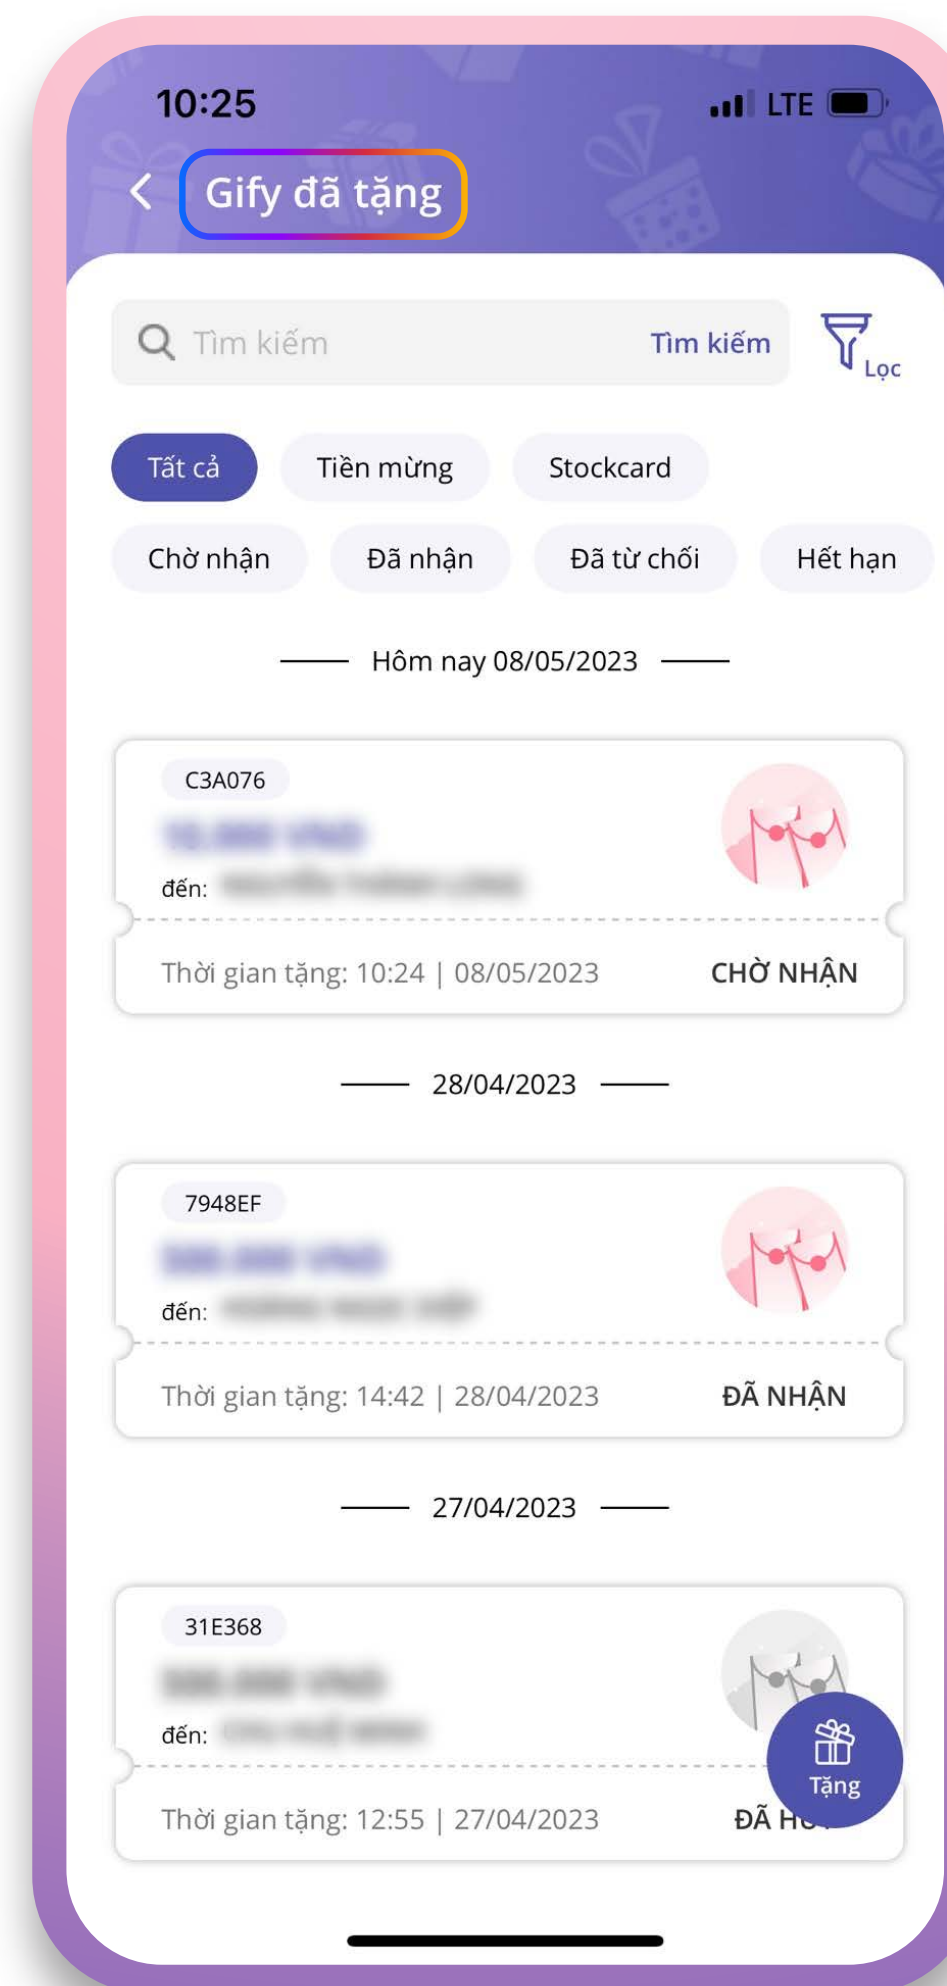 10:25 LTE
Gify đã tặng
Tìm kiếm Tìm kiếm Lọc
Tất cả Tiền mừng Stockcard
Chờ nhận Đã nhận Đã từ chối Hết hạn
Hôm nay 08/05/2023
C3A076
đến:
Thời gian tặng: 10:24 | 08/05/2023 CHỜ NHẬN
28/04/2023
7948EF
đến:
Thời gian tặng: 14:42 | 28/04/2023 ĐÃ NHẬN
27/04/2023
31E368
đến:
Tặng
Thời gian tặng: 12:55 | 27/04/2023 ĐÃ